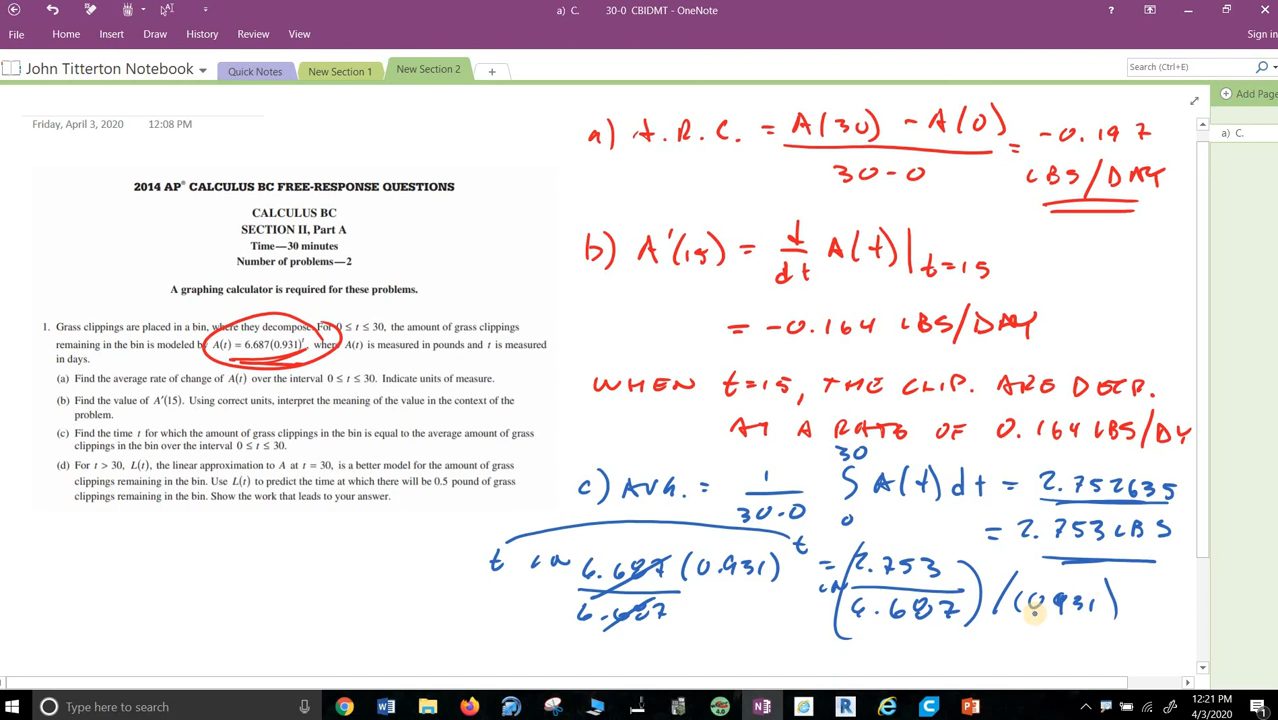 a) C.    30-0 CBIDMT - OneNote
File Home Insert Draw History Review View Sign in
John Titterton Notebook Quick Notes New Section 1 New Section 2 + Search (Ctrl+E)
Add Page
a) C.
Friday, April 3, 2020 12:08 PM
2014 AP® CALCULUS BC FREE-RESPONSE QUESTIONS
CALCULUS BC
SECTION II, Part A
Time—30 minutes
Number of problems—2
A graphing calculator is required for these problems.
1. Grass clippings are placed in a bin, where they decompose. For 0 ≤ t ≤ 30, the amount of grass clippings
remaining in the bin is modeled by A(t) = 6.687(0.931)^t, where A(t) is measured in pounds and t is measured
in days.
(a) Find the average rate of change of A(t) over the interval 0 ≤ t ≤ 30. Indicate units of measure.
(b) Find the value of A′(15). Using correct units, interpret the meaning of the value in the context of the
problem.
(c) Find the time t for which the amount of grass clippings in the bin is equal to the average amount of grass
clippings in the bin over the interval 0 ≤ t ≤ 30.
(d) For t > 30, L(t), the linear approximation to A at t = 30, is a better model for the amount of grass
clippings remaining in the bin. Use L(t) to predict the time at which there will be 0.5 pound of grass
clippings remaining in the bin. Show the work that leads to your answer.
a) A.R.C. = A(30) - A(0) = -0.197
30-0 LBS/DAY
b) A'(15) = d/dt A(t)| t=15
= -0.164 LBS/DAY
WHEN t=15, THE CLIP. ARE DECP.
AT A RATE OF 0.164 LBS/DY
c) AVG. = 1/30-0 ∫ 30 0 A(t)dt = 2.752635
= 2.753 LBS
t ln 6.687 (0.931) t = ln (2.753
6.687 6.687) / (0.931)
Type here to search
12:21 PM
4/3/2020